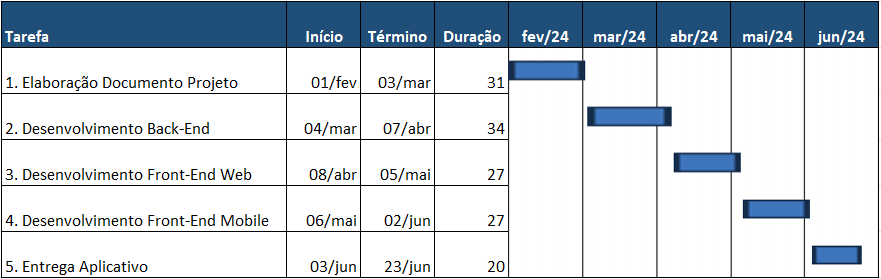 Tarefa Início Término Duração fev/24 mar/24 abr/24 mai/24 jun/24
1. Elaboração Documento Projeto 01/fev 03/mar 31
2. Desenvolvimento Back-End 04/mar 07/abr 34
3. Desenvolvimento Front-End Web 08/abr 05/mai 27
4. Desenvolvimento Front-End Mobile 06/mai 02/jun 27
5. Entrega Aplicativo 03/jun 23/jun 20